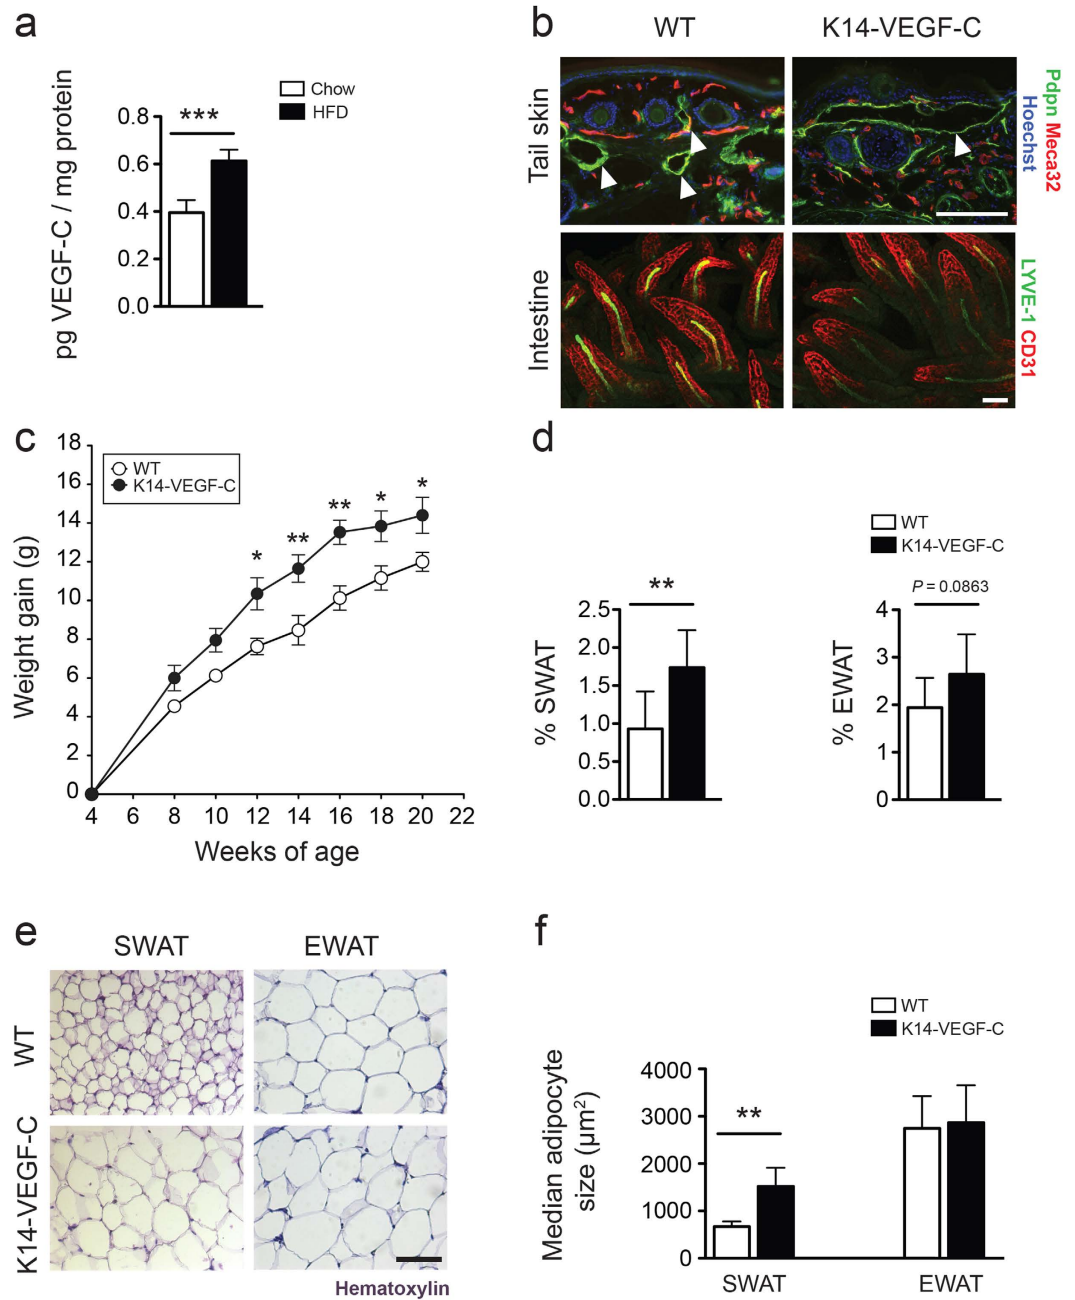 a
pg VEGF-C / mg protein
0.8
0.6
0.4
0.2
0.0
***
Chow
HFD
b
WT
K14-VEGF-C
Tail skin
Pdpn Meca32
Hoechst
Intestine
LYVE-1 CD31
c
Weight gain (g)
18
16
14
12
10
8
6
4
2
0
WT
K14-VEGF-C
* ** ** * *
4 6 8 10 12 14 16 18 20 22
Weeks of age
d
WT
K14-VEGF-C
% SWAT
2.5
2.0
1.5
1.0
0.5
0.0
**
% EWAT
4
3
2
1
0
P = 0.0863
e
SWAT
EWAT
WT
K14-VEGF-C
Hematoxylin
f
WT
K14-VEGF-C
Median adipocyte
size (µm²)
4000
3000
2000
1000
0
**
SWAT
EWAT